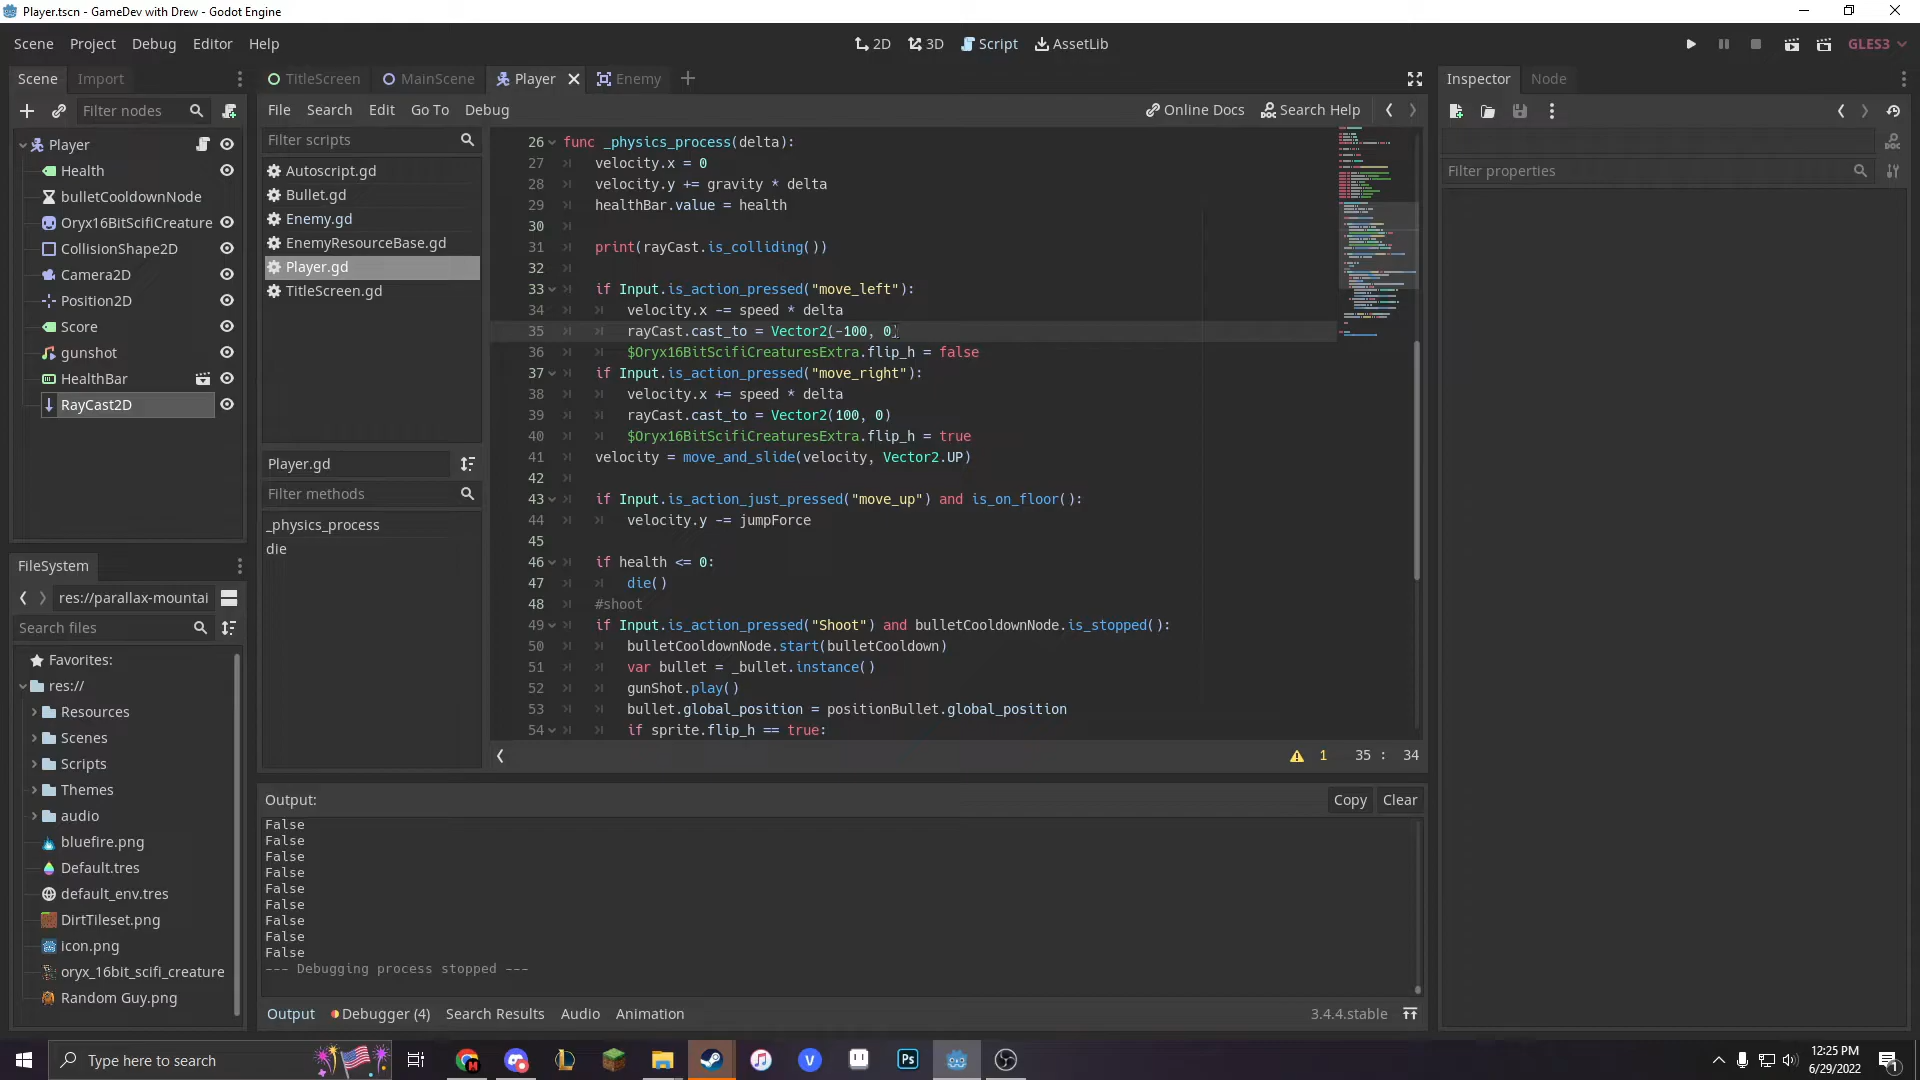 Player.tscn - GameDev with Drew - Godot Engine
Scene Project Debug Editor Help
2D 3D Script AssetLib
GLES3
Scene Import
TitleScreen MainScene Player Enemy
Inspector Node
Filter nodes
File Search Edit Go To Debug
Online Docs Search Help
Filter scripts
Filter properties
Player
Health
bulletCooldownNode
Oryx16BitScifiCreature
CollisionShape2D
Camera2D
Position2D
Score
gunshot
HealthBar
RayCast2D
Autoscript.gd
Bullet.gd
Enemy.gd
EnemyResourceBase.gd
Player.gd
TitleScreen.gd
Player.gd
Filter methods
_physics_process
die
26 func _physics_process(delta):
27 velocity.x = 0
28 velocity.y += gravity * delta
29 healthBar.value = health
30
31 print(rayCast.is_colliding())
32
33 if Input.is_action_pressed("move_left"):
34 velocity.x -= speed * delta
35 rayCast.cast_to = Vector2(-100, 0)
36 $Oryx16BitScifiCreaturesExtra.flip_h = false
37 if Input.is_action_pressed("move_right"):
38 velocity.x += speed * delta
39 rayCast.cast_to = Vector2(100, 0)
40 $Oryx16BitScifiCreaturesExtra.flip_h = true
41 velocity = move_and_slide(velocity, Vector2.UP)
42
43 if Input.is_action_just_pressed("move_up") and is_on_floor():
44 velocity.y -= jumpForce
45
46 if health <= 0:
47 die()
48 #shoot
49 if Input.is_action_pressed("Shoot") and bulletCooldownNode.is_stopped():
50 bulletCooldownNode.start(bulletCooldown)
51 var bullet = _bullet.instance()
52 gunShot.play()
53 bullet.global_position = positionBullet.global_position
54 if sprite.flip_h == true:
1 35 : 34
FileSystem
res://parallax-mountai
Search files
Favorites:
res://
Resources
Scenes
Scripts
Themes
audio
bluefire.png
Default.tres
default_env.tres
DirtTileset.png
icon.png
oryx_16bit_scifi_creature
Random Guy.png
Output:
Copy Clear
False
False
False
False
False
False
False
False
False
--- Debugging process stopped ---
Output Debugger (4) Search Results Audio Animation
3.4.4.stable
Type here to search
12:25 PM
6/29/2022
1